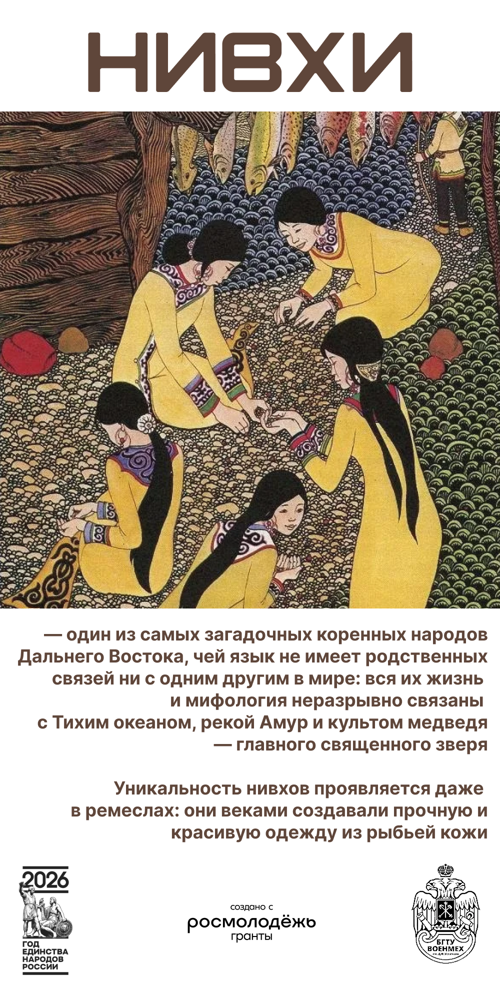 НИВХИ
— один из самых загадочных коренных народов
Дальнего Востока, чей язык не имеет родственных
связей ни с одним другим в мире: вся их жизнь
и мифология неразрывно связаны
с Тихим океаном, рекой Амур и культом медведя
— главного священного зверя
Уникальность нивхов проявляется даже
в ремеслах: они веками создавали прочную и
красивую одежду из рыбьей кожи
2026
ГОД
ЕДИНСТВА
НАРОДОВ
РОССИИ
создано с
росмолодёжь
гранты
БГТУ
ВОЕНМЕХ
им. Д.Ф. Устинова